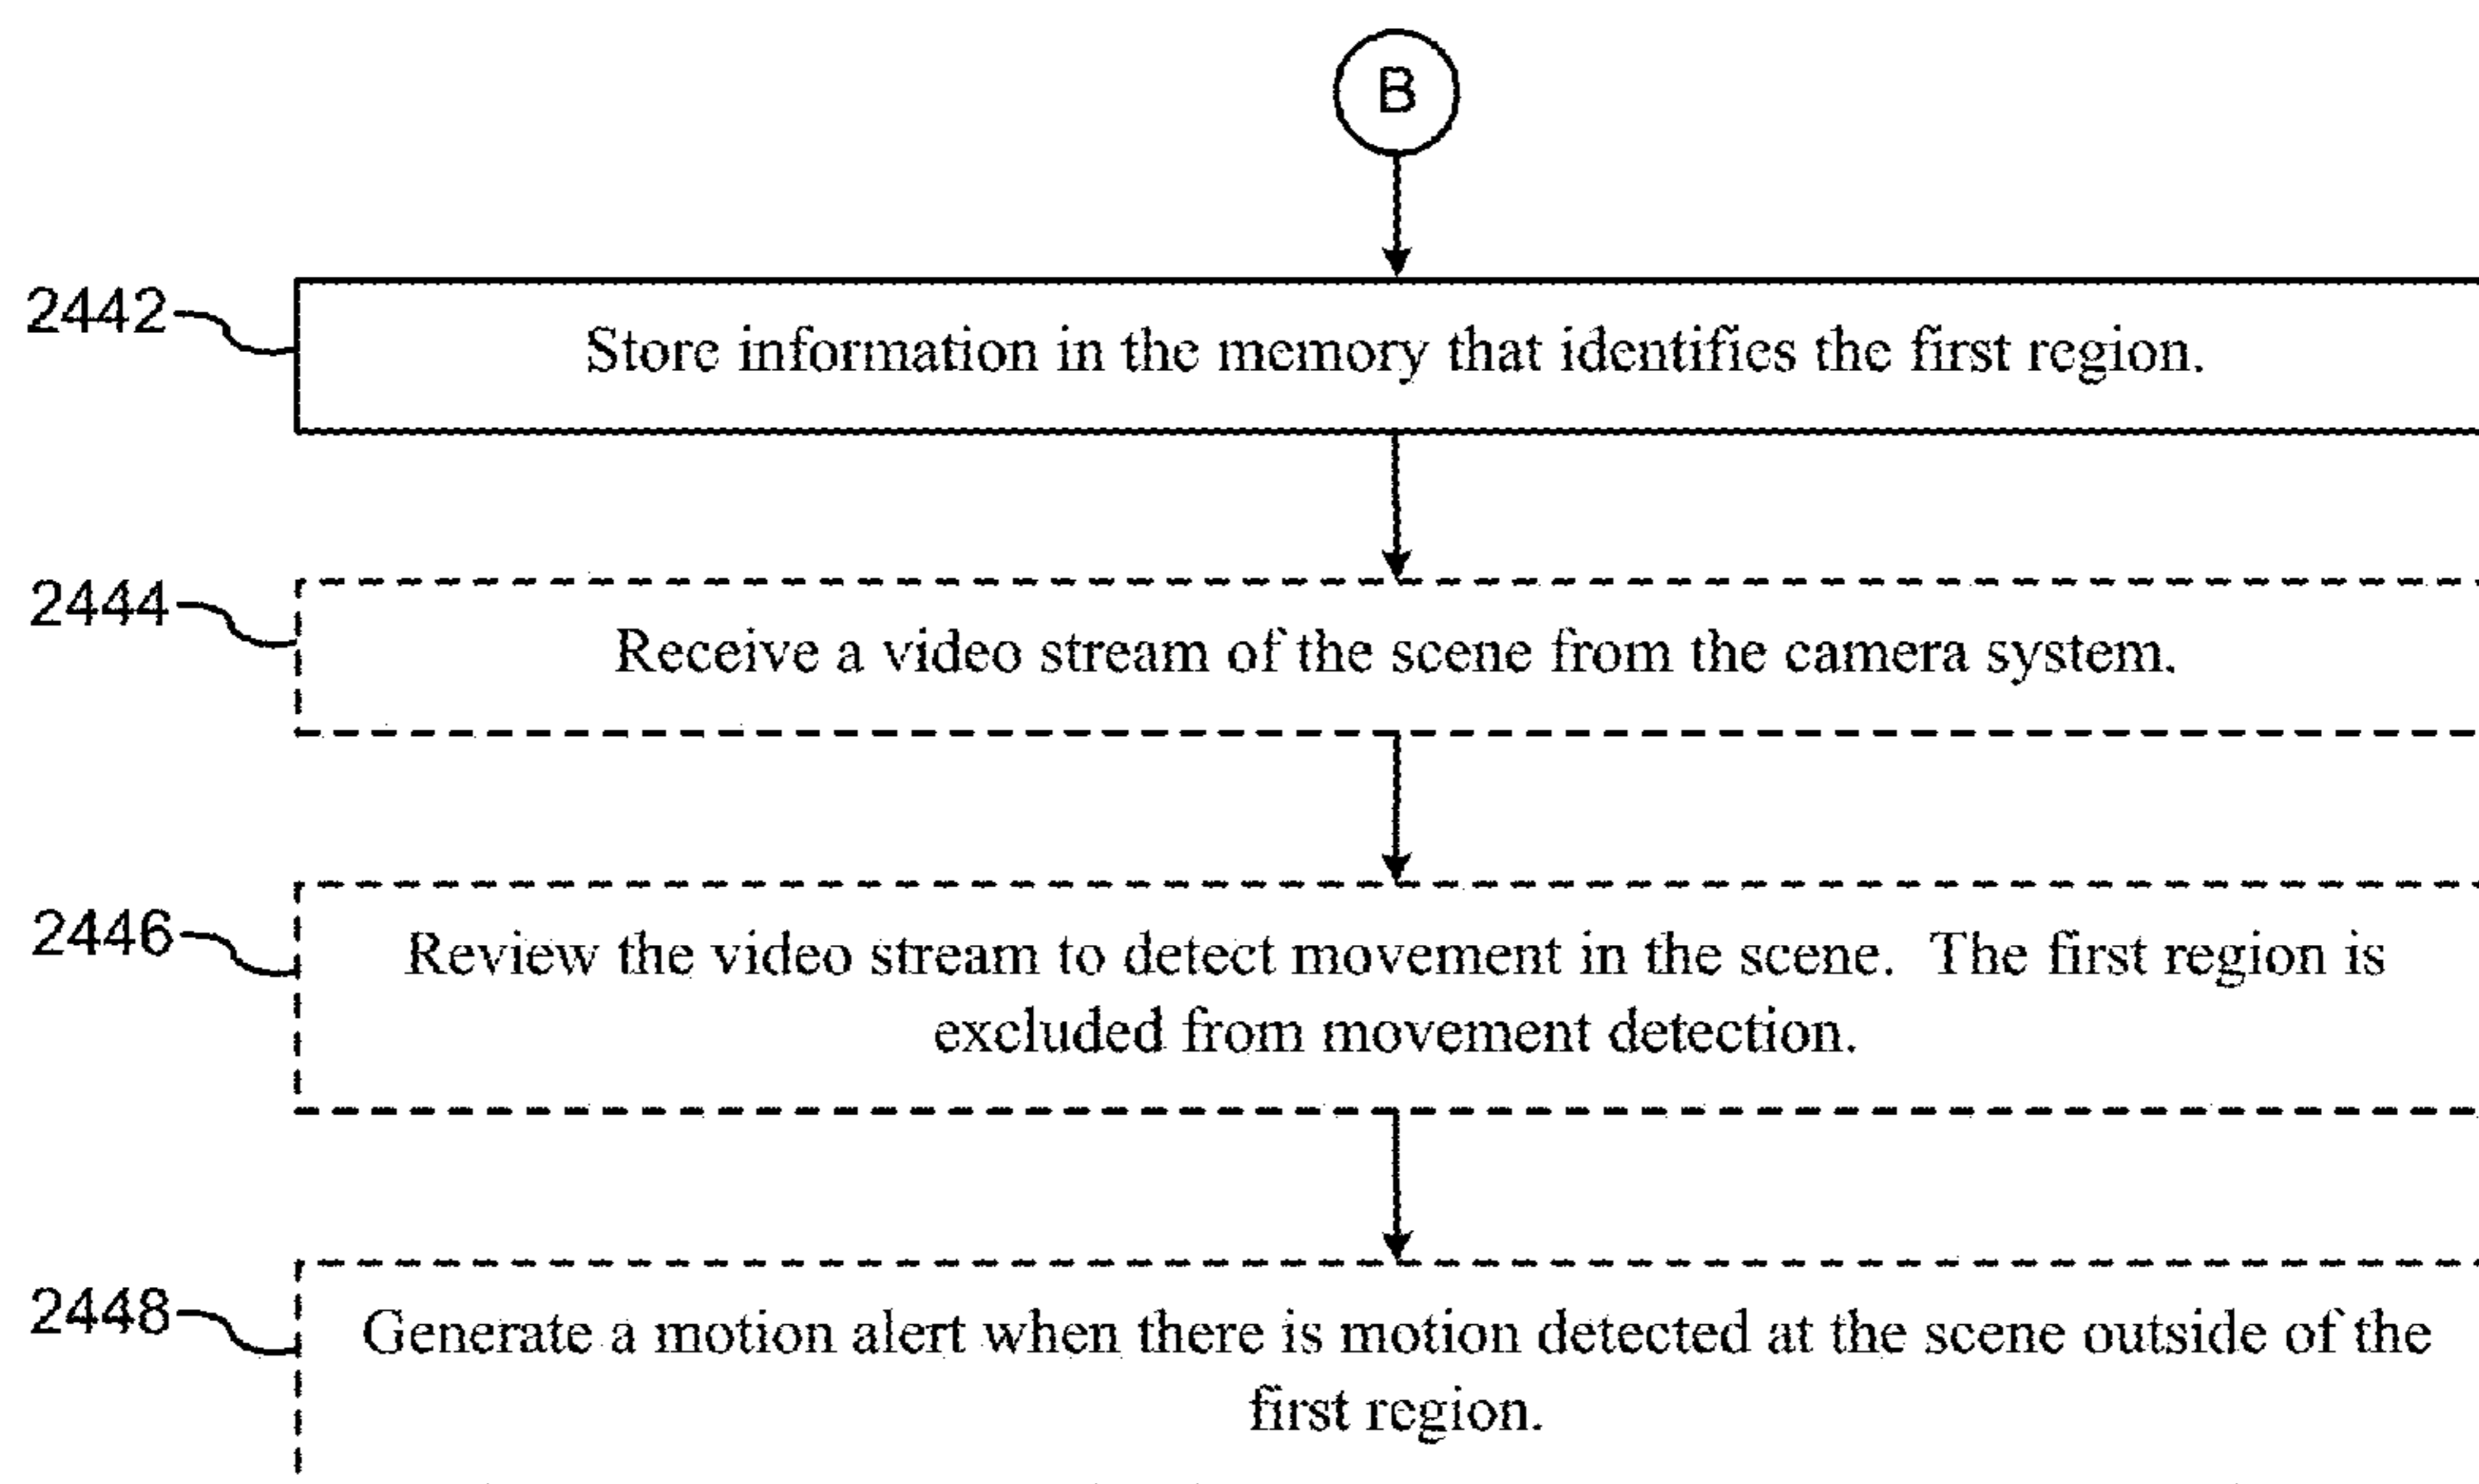 B
2442
Store information in the memory that identifies the first region.
2444
Receive a video stream of the scene from the camera system.
2446
Review the video stream to detect movement in the scene.  The first region is
excluded from movement detection.
2448
Generate a motion alert when there is motion detected at the scene outside of the
first region.